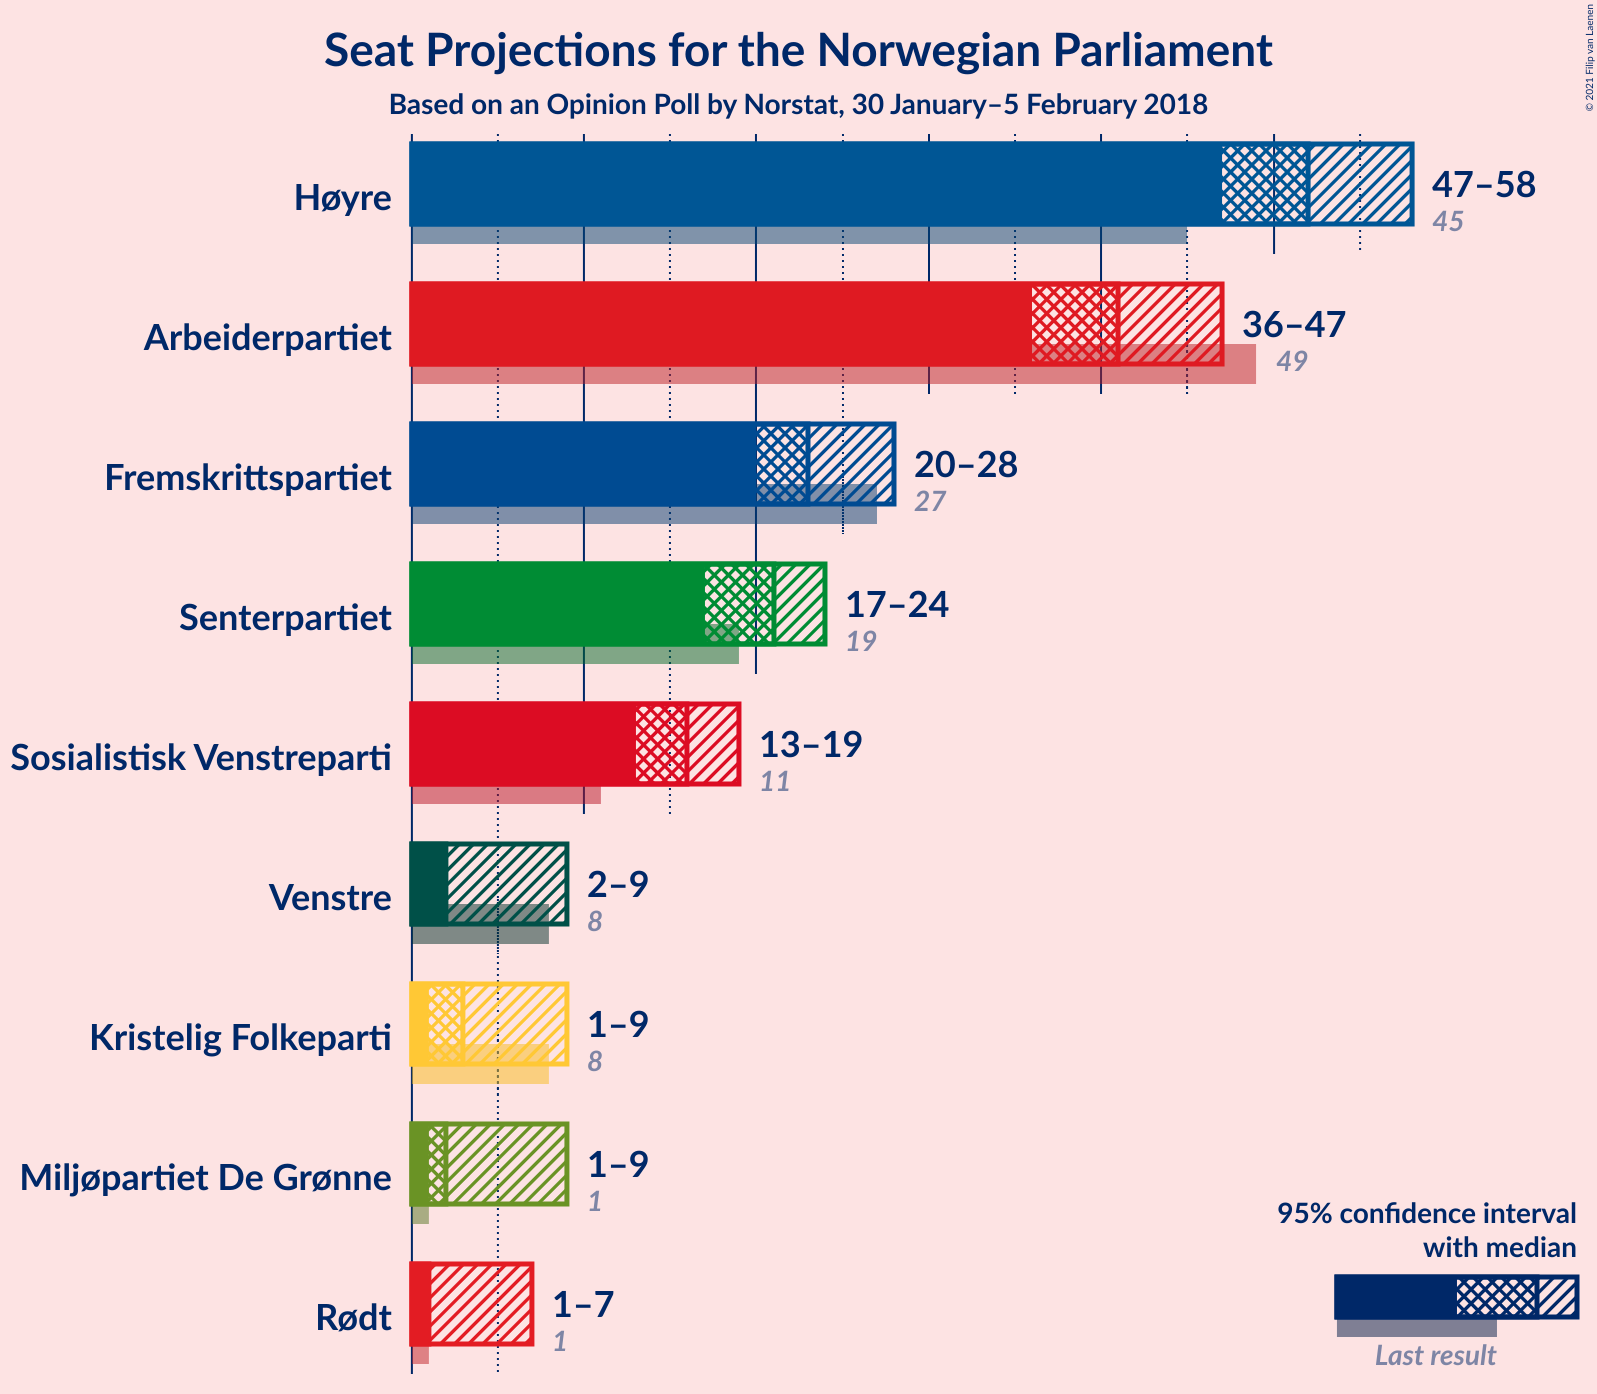 Seat Projections for the Norwegian Parliament
Based on an Opinion Poll by Norstat, 30 January–5 February 2018
© 2021 Filip van Laenen
Høyre
47–58
45
Arbeiderpartiet
36–47
49
Fremskrittspartiet
20–28
27
Senterpartiet
17–24
19
Sosialistisk Venstreparti
13–19
11
Venstre
2–9
8
Kristelig Folkeparti
1–9
8
Miljøpartiet De Grønne
1–9
1
Rødt
1–7
1
95% confidence interval
with median
Last result